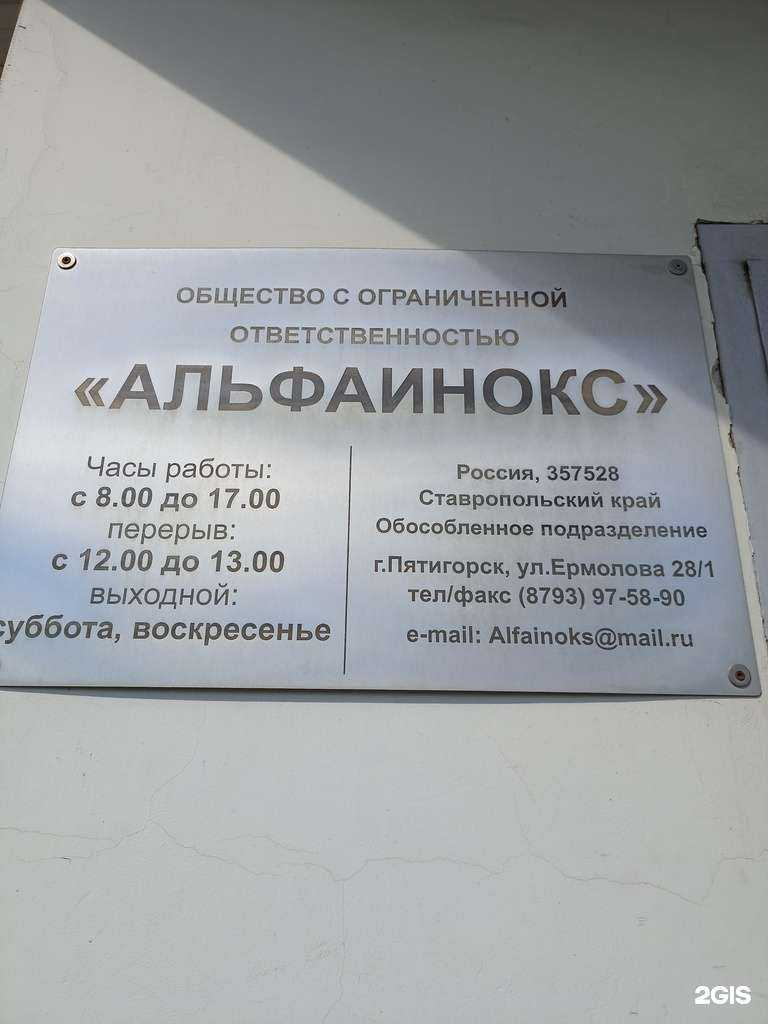 ОБЩЕСТВО С ОГРАНИЧЕННОЙ
ОТВЕТСТВЕННОСТЬЮ
«АЛЬФАИНОКС»
Часы работы:
с 8.00 до 17.00
перерыв:
с 12.00 до 13.00
выходной:
суббота, воскресенье
Россия, 357528
Ставропольский край
Обособленное подразделение
г.Пятигорск, ул.Ермолова 28/1
тел/факс (8793) 97-58-90
e-mail: Alfainoks@mail.ru
2GIS